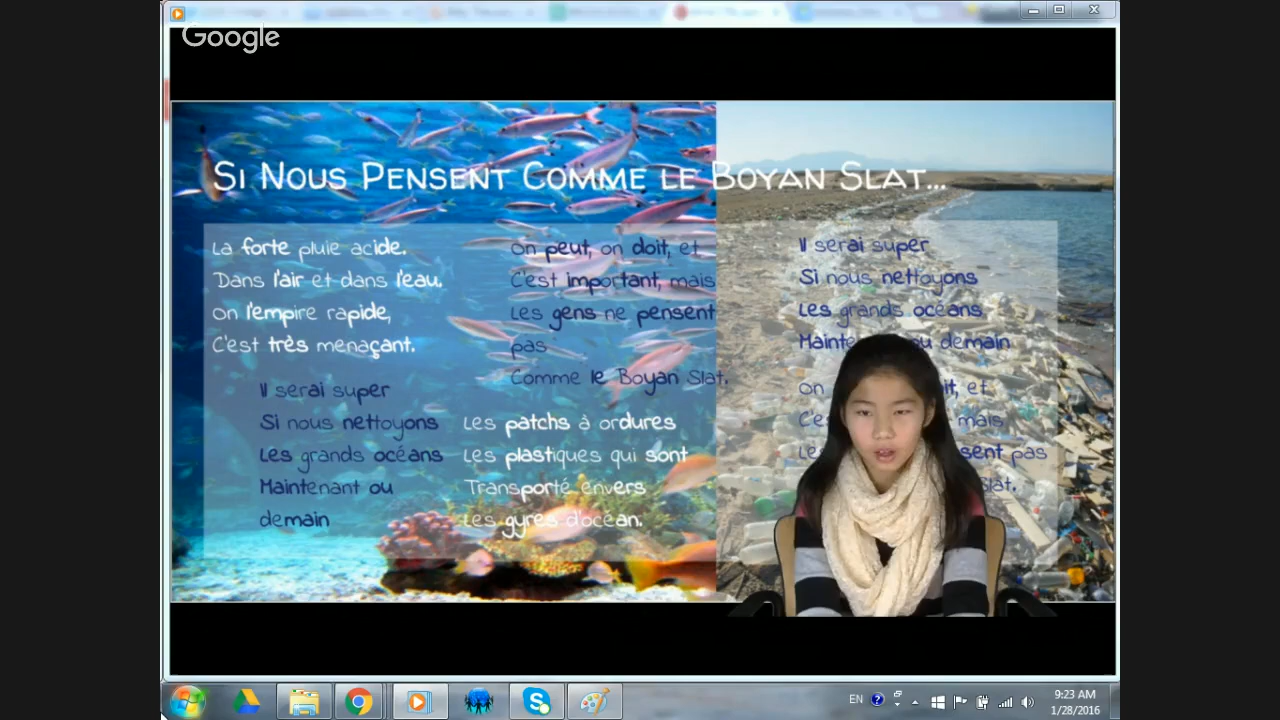 Google
Si Nous Pensent Comme le Boyan Slat...
La forte pluie acide.
Dans l'air et dans l'eau.
On l'empire rapide,
C'est très menaçant.
Il serai super
Si nous nettoyons
Les grands océans
Maintenant ou
demain
On peut, on doit, et
C'est important, mais
Les gens ne pensent
pas
Comme le Boyan Slat.
Les patchs à ordures
Les plastiques qui sont
Transporté envers
Les gyres d'océan.
Il serai super
Si nous nettoyons
Les grands océans
demain
On et
mais
pas
Slat.
EN
9:23 AM
1/28/2016